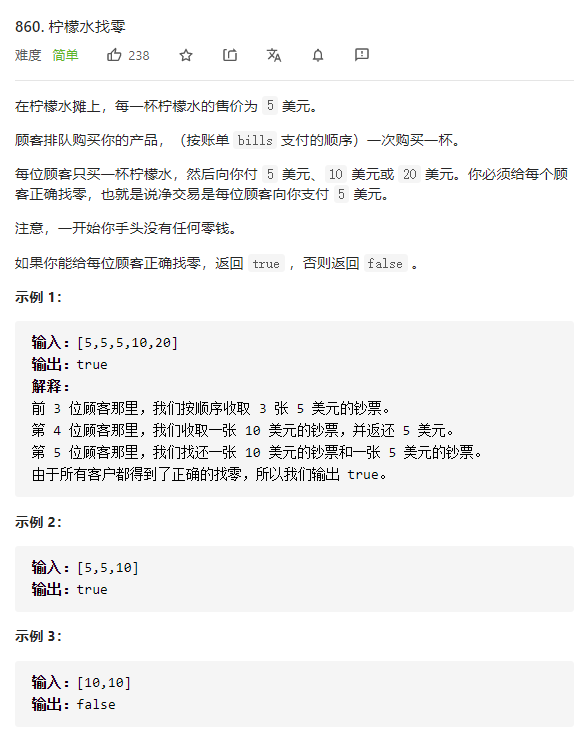 860. 柠檬水找零
难度 简单 238
在柠檬水摊上，每一杯柠檬水的售价为 5 美元。
顾客排队购买你的产品，（按账单 bills 支付的顺序）一次购买一杯。
每位顾客只买一杯柠檬水，然后向你付 5 美元、10 美元或 20 美元。你必须给每个顾
客正确找零，也就是说净交易是每位顾客向你支付 5 美元。
注意，一开始你手头没有任何零钱。
如果你能给每位顾客正确找零，返回 true ，否则返回 false 。
示例 1：
输入：[5,5,5,10,20]
输出：true
解释：
前 3 位顾客那里，我们按顺序收取 3 张 5 美元的钞票。
第 4 位顾客那里，我们收取一张 10 美元的钞票，并返还 5 美元。
第 5 位顾客那里，我们找还一张 10 美元的钞票和一张 5 美元的钞票。
由于所有客户都得到了正确的找零，所以我们输出 true。
示例 2：
输入：[5,5,10]
输出：true
示例 3：
输入：[10,10]
输出：false